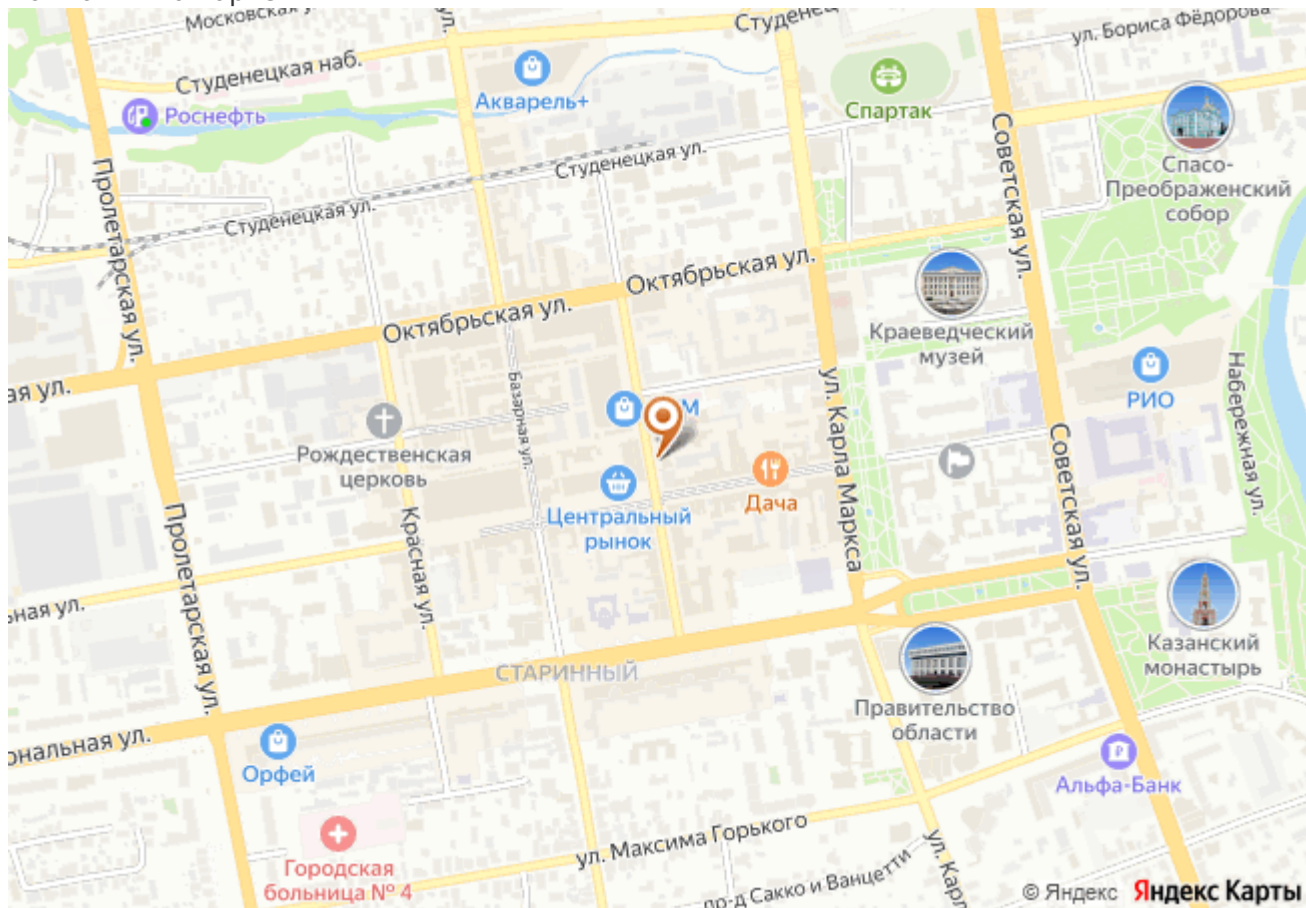 Московская
Студенецкая наб.
ул. Бориса Фёдорова
Акварель+
Роснефть
Спартак
Советская ул.
Студенецкая ул.
Спасо-
Преображенский
собор
Пролетарская ул.
Студенецкая ул.
Октябрьская ул.
Октябрьская ул.
Краеведческий
музей
ая ул.
Базарная ул.
ул. Карла Маркса
РИО
Набережная ул.
М
Рождественская
церковь
Дача
Центральный
рынок
Советская ул.
Пролетарская ул.
Красная ул.
ная ул.
Казанский
монастырь
СТАРИННЫЙ
Правительство
области
ональная ул.
Орфей
Альфа-Банк
ул. Максима Горького
Городская
больница № 4
пр-д Сакко и Ванцетти
ул. Карл
© Яндекс Яндекс Карты